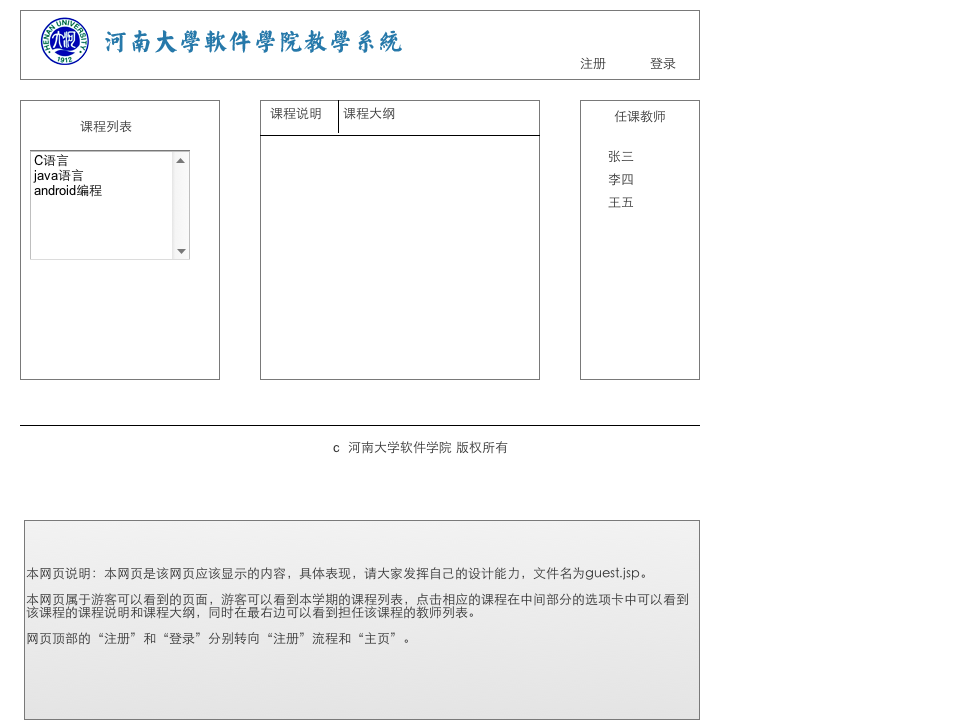 HENAN UNIVERSITY
1912
河南大學軟件學院教學系統
注册 登录
课程列表
课程说明 课程大纲
任课教师
C语言
java语言
android编程
张三
李四
王五
c 河南大学软件学院 版权所有
本网页说明：本网页是该网页应该显示的内容，具体表现，请大家发挥自己的设计能力，文件名为guest.jsp。
本网页属于游客可以看到的页面，游客可以看到本学期的课程列表，点击相应的课程在中间部分的选项卡中可以看到
该课程的课程说明和课程大纲，同时在最右边可以看到担任该课程的教师列表。
网页顶部的“注册”和“登录”分别转向“注册”流程和“主页”。